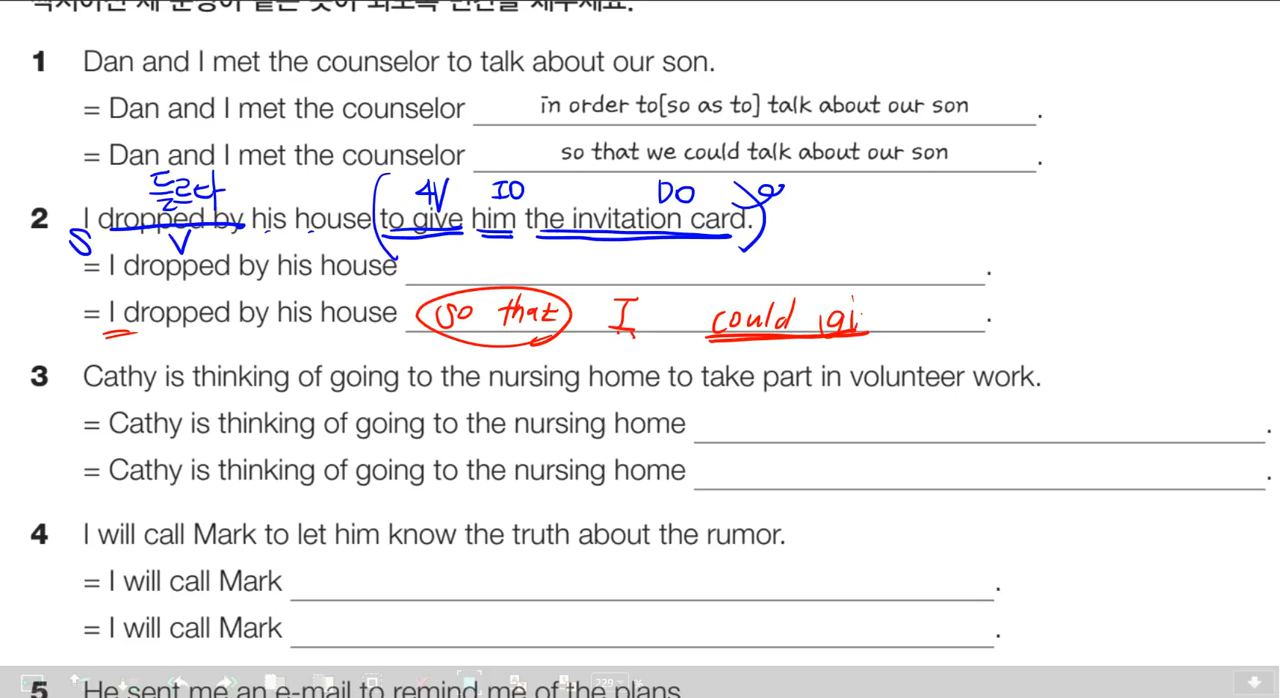 1 Dan and I met the counselor to talk about our son.
= Dan and I met the counselor in order to[so as to] talk about our son.
= Dan and I met the counselor so that we could talk about our son.
들르다 4V IO DO
2 I dropped by his house to give him the invitation card.
S V
= I dropped by his house .
= I dropped by his house so that I could gi .
3 Cathy is thinking of going to the nursing home to take part in volunteer work.
= Cathy is thinking of going to the nursing home .
= Cathy is thinking of going to the nursing home .
4 I will call Mark to let him know the truth about the rumor.
= I will call Mark .
= I will call Mark .
229
5 He sent me an e-mail to remind me of the plans.